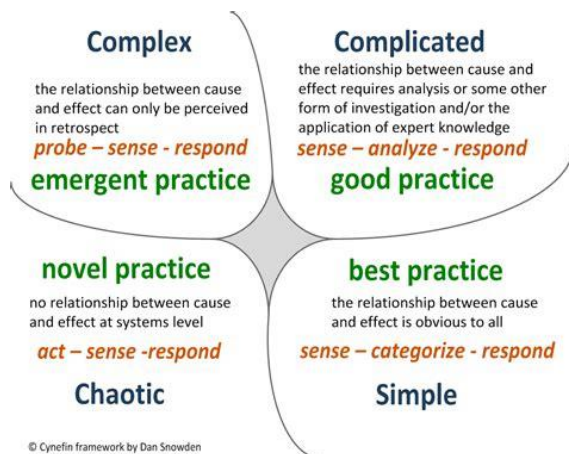 Complex
the relationship between cause
and effect can only be perceived
in retrospect
probe – sense - respond
emergent practice
Complicated
the relationship between cause and
effect requires analysis or some other
form of investigation and/or the
application of expert knowledge
sense – analyze - respond
good practice
novel practice
no relationship between cause
and effect at systems level
act – sense -respond
Chaotic
best practice
the relationship between cause
and effect is obvious to all
sense – categorize - respond
Simple
© Cynefin framework by Dan Snowden